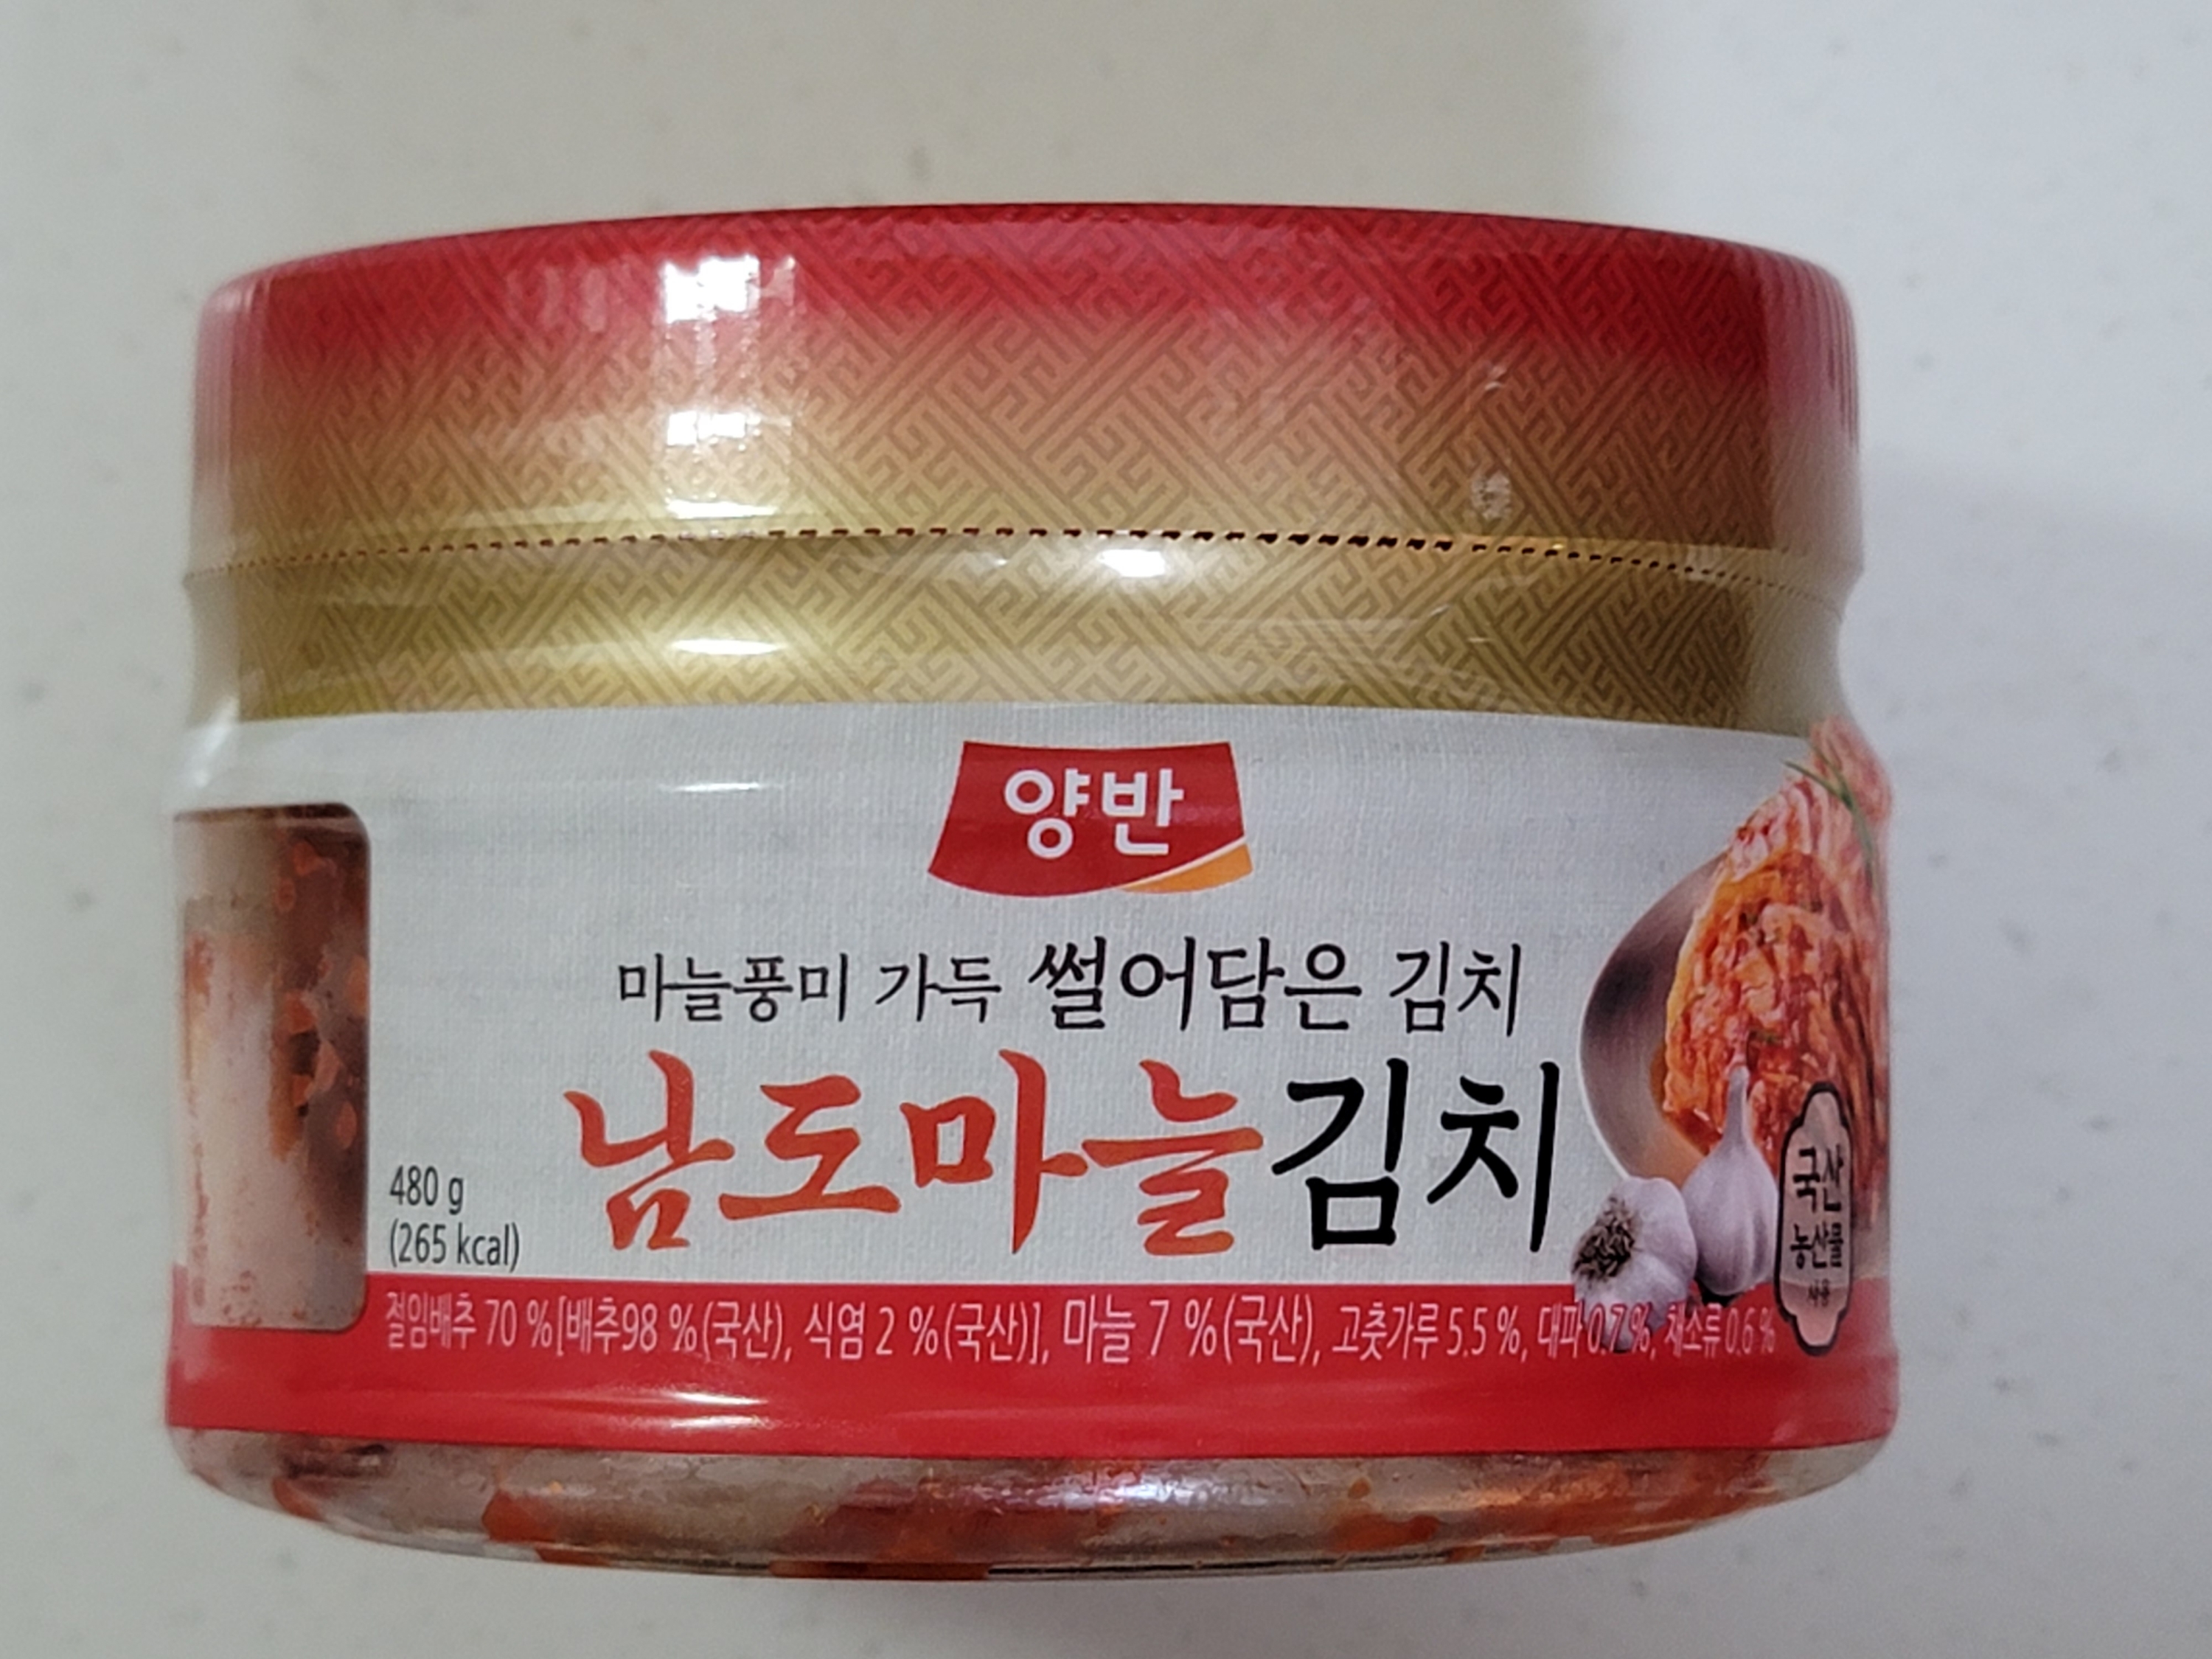 양반
마늘풍미 가득 썰어담은 김치
남도마늘김치
480 g
(265 kcal)
국산
농산물
사용
절임배추 70 %[배추98 %(국산), 식염 2 %(국산)], 마늘 7 %(국산), 고춧가루 5.5 %, 대파 0.7 %, 채소류 0.6 %